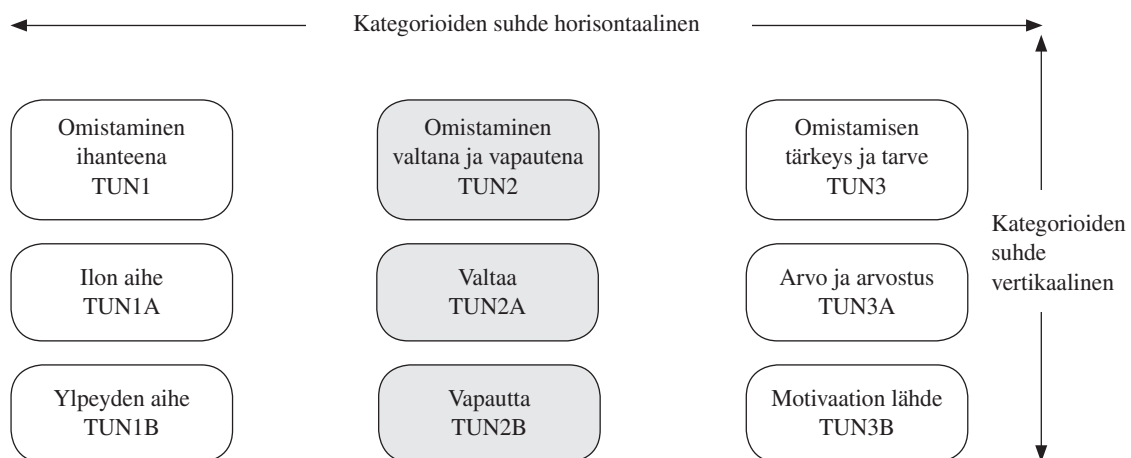 Kategorioiden suhde horisontaalinen
Omistaminen
ihanteena
TUN1
Omistaminen
valtana ja vapautena
TUN2
Omistamisen
tärkeys ja tarve
TUN3
Kategorioiden
suhde
vertikaalinen
Ilon aihe
TUN1A
Valtaa
TUN2A
Arvo ja arvostus
TUN3A
Ylpeyden aihe
TUN1B
Vapautta
TUN2B
Motivaation lähde
TUN3B